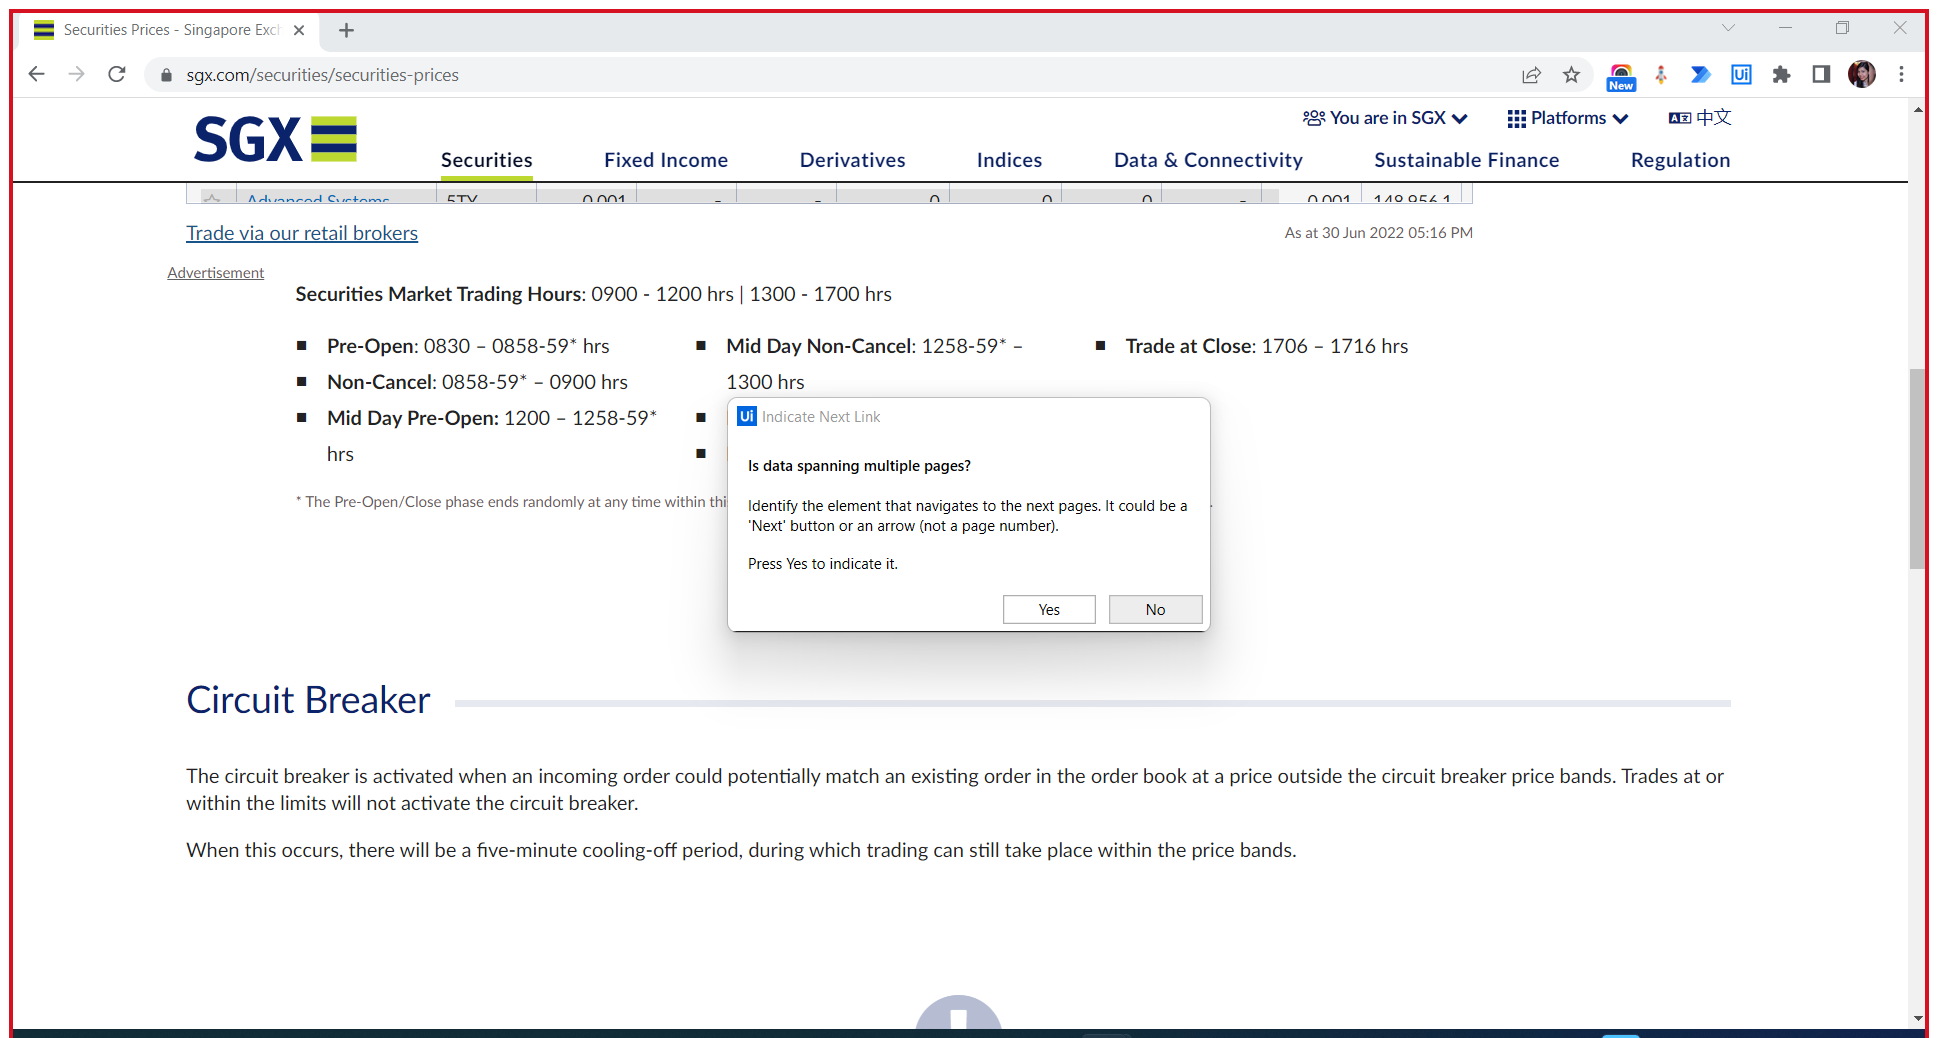 Securities Prices - Singapore Exc
sgx.com/securities/securities-prices
New
Ui
SGX
You are in SGX
Platforms
中文
Securities
Fixed Income
Derivatives
Indices
Data & Connectivity
Sustainable Finance
Regulation
Advanced Systems 5TY 0.001 - - 0 0 0 - 0.001 148,956.1
Trade via our retail brokers
As at 30 Jun 2022 05:16 PM
Advertisement
Securities Market Trading Hours: 0900 - 1200 hrs | 1300 - 1700 hrs
Pre-Open: 0830 – 0858-59* hrs
Non-Cancel: 0858-59* – 0900 hrs
Mid Day Pre-Open: 1200 – 1258-59*
hrs
Mid Day Non-Cancel: 1258-59* –
1300 hrs
Trade at Close: 1706 – 1716 hrs
* The Pre-Open/Close phase ends randomly at any time within thi
Ui Indicate Next Link
Is data spanning multiple pages?
Identify the element that navigates to the next pages. It could be a
'Next' button or an arrow (not a page number).
Press Yes to indicate it.
Yes
No
Circuit Breaker
The circuit breaker is activated when an incoming order could potentially match an existing order in the order book at a price outside the circuit breaker price bands. Trades at or
within the limits will not activate the circuit breaker.
When this occurs, there will be a five-minute cooling-off period, during which trading can still take place within the price bands.